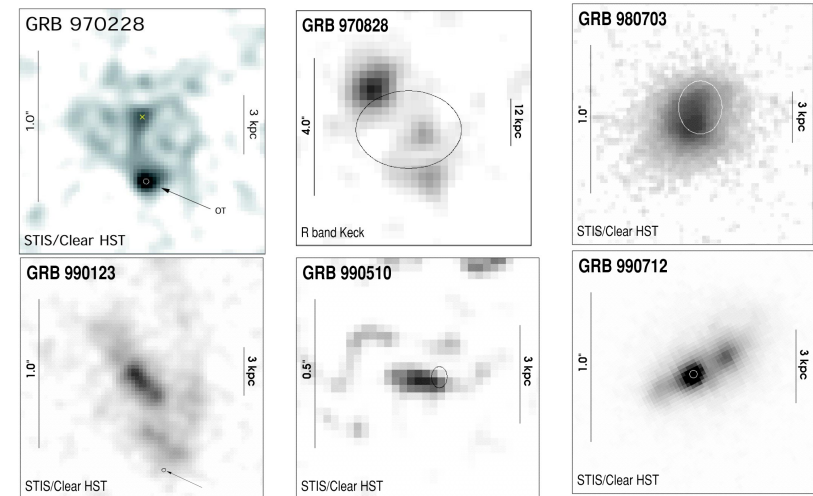 GRB 970228
1.0"
3 kpc
OT
STIS/Clear HST
GRB 970828
4.0"
12 kpc
R band Keck
GRB 980703
1.0"
3 kpc
STIS/Clear HST
GRB 990123
1.0"
3 kpc
STIS/Clear HST
GRB 990510
0.5"
3 kpc
STIS/Clear HST
GRB 990712
1.0"
3 kpc
STIS/Clear HST